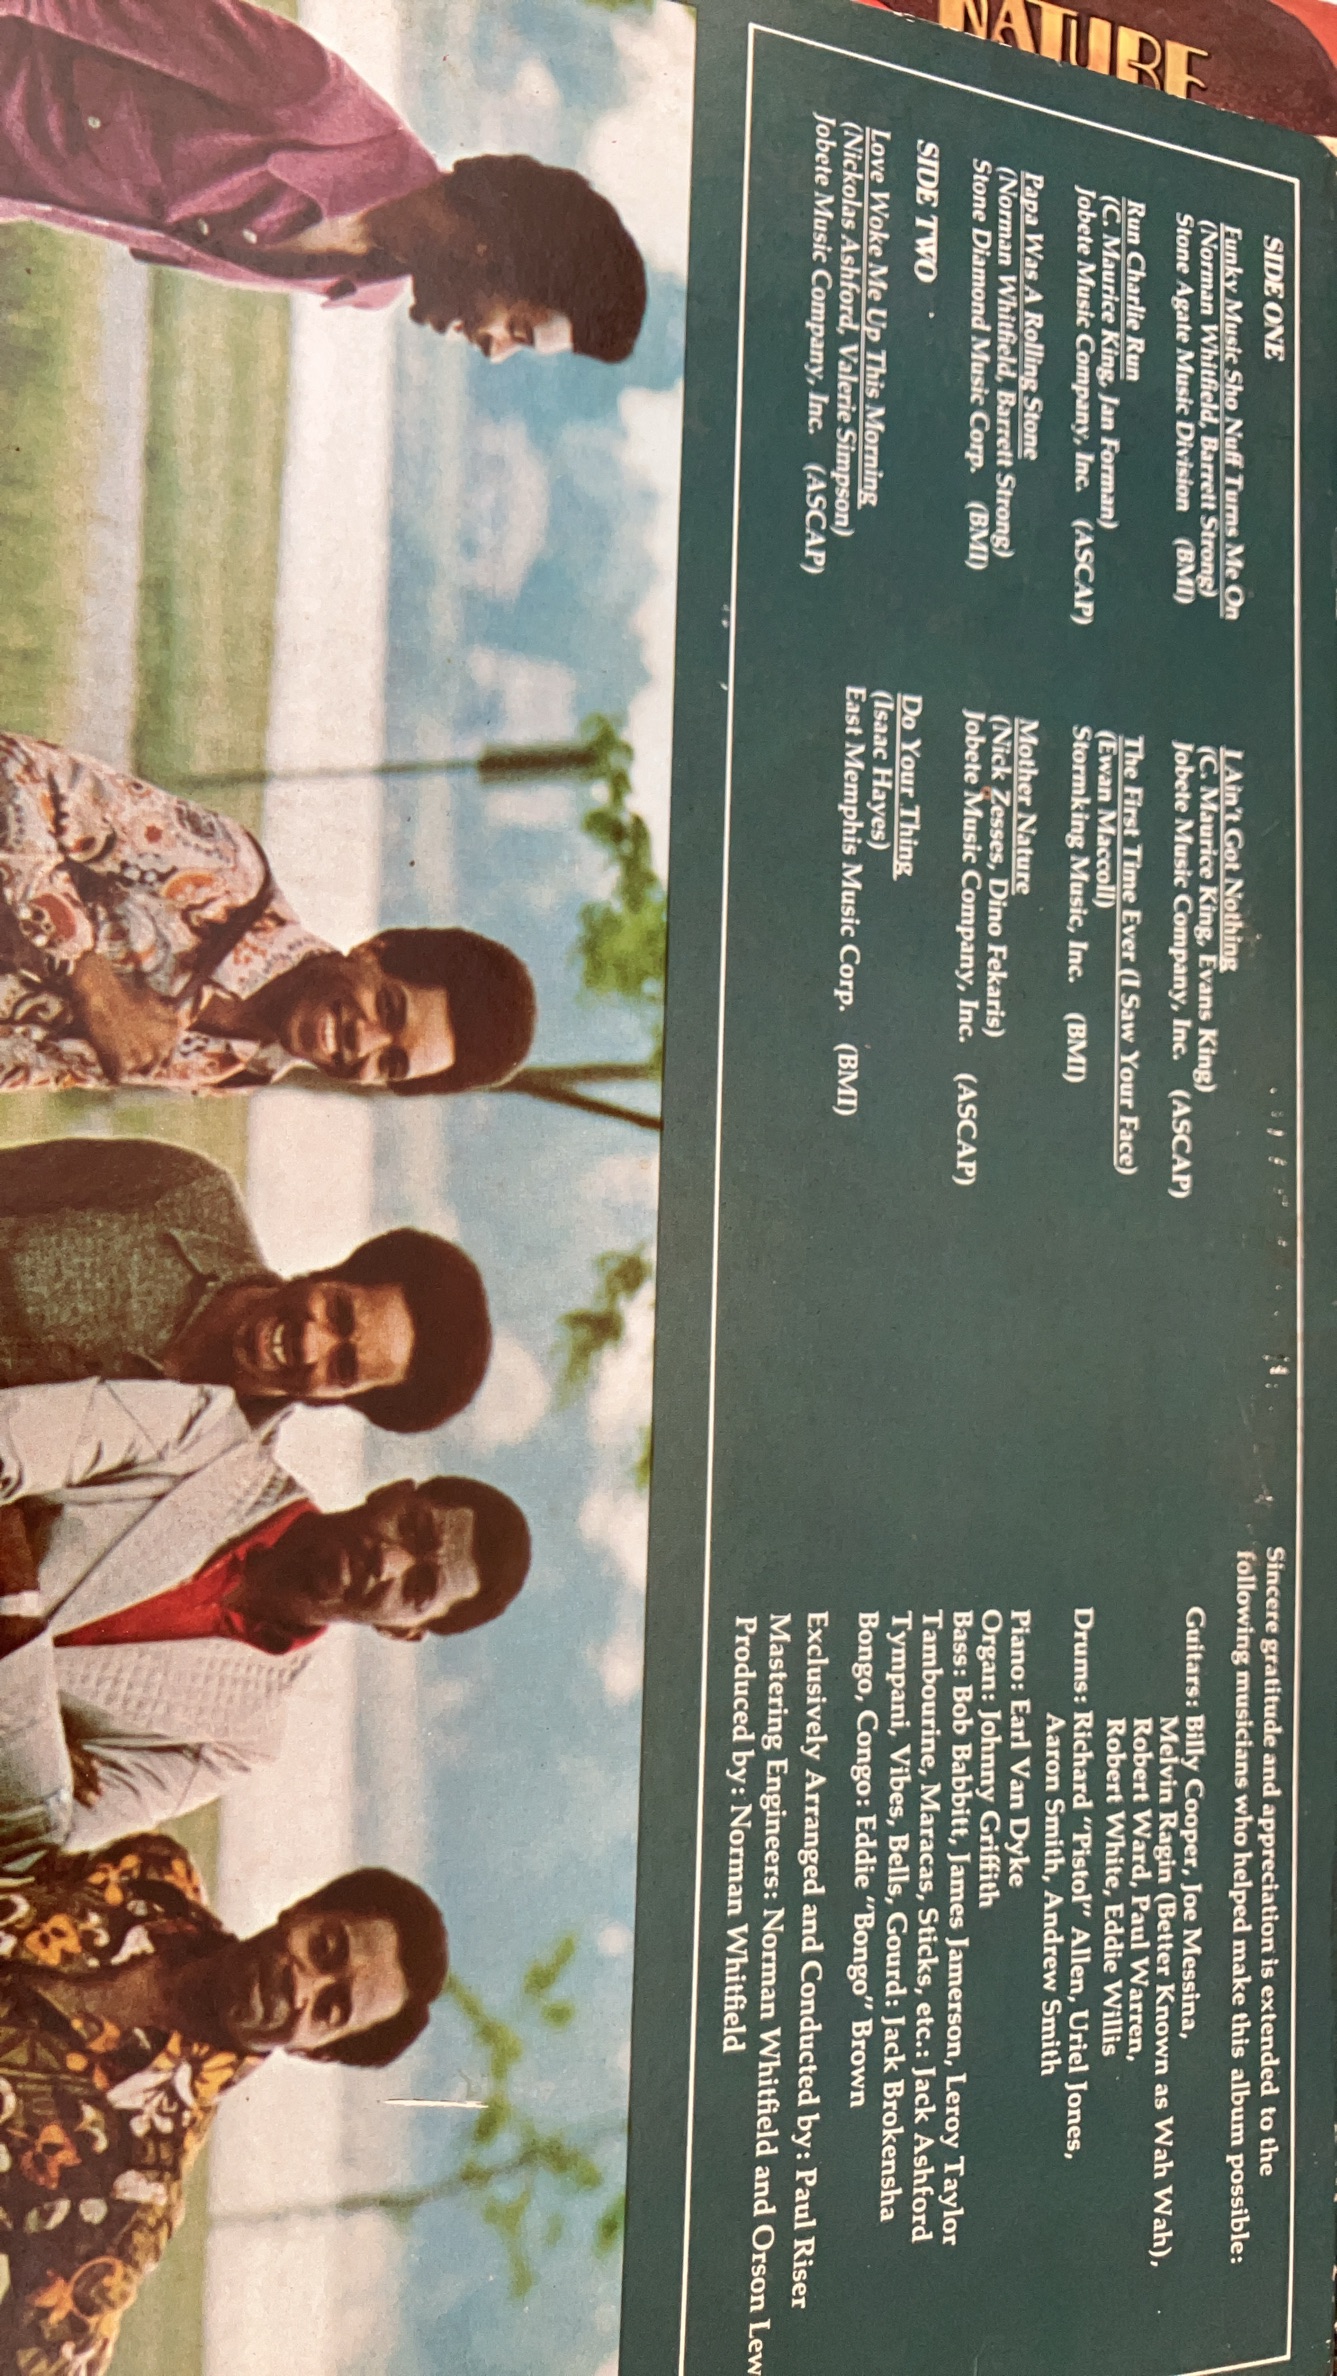 NATURE
SIDE ONE
Funky Music Sho Nuff Turns Me On
(Norman Whitfield, Barrett Strong)
Stone Agate Music Division (BMI)
Run Charlie Run
(C. Maurice King, Jan Forman)
Jobete Music Company, Inc. (ASCAP)
Papa Was A Rolling Stone
(Norman Whitfield, Barrett Strong)
Stone Diamond Music Corp. (BMI)
SIDE TWO
Love Woke Me Up This Morning
(Nickolas Ashford, Valerie Simpson)
Jobete Music Company, Inc. (ASCAP)
I Ain't Got Nothing
(C. Maurice King, Evans King)
Jobete Music Company, Inc. (ASCAP)
The First Time Ever (I Saw Your Face)
(Ewan Maccoll)
Stormking Music, Inc. (BMI)
Mother Nature
(Nick Zesses, Dino Fekaris)
Jobete Music Company, Inc. (ASCAP)
Do Your Thing
(Isaac Hayes)
East Memphis Music Corp. (BMI)
Sincere gratitude and appreciation is extended to the
following musicians who helped make this album possible:
Guitars: Billy Cooper, Joe Messina,
Melvin Ragin (Better Known as Wah Wah),
Robert Ward, Paul Warren,
Robert White, Eddie Willis
Drums: Richard "Pistol" Allen, Uriel Jones,
Aaron Smith, Andrew Smith
Piano: Earl Van Dyke
Organ: Johnny Griffith
Bass: Bob Babbitt, James Jamerson, Leroy Taylor
Tambourine, Maracas, Sticks, etc.: Jack Ashford
Tympani, Vibes, Bells, Gourd: Jack Brokensha
Bongo, Congo: Eddie "Bongo" Brown
Exclusively Arranged and Conducted by: Paul Riser
Mastering Engineers: Norman Whitfield and Orson Lew
Produced by: Norman Whitfield